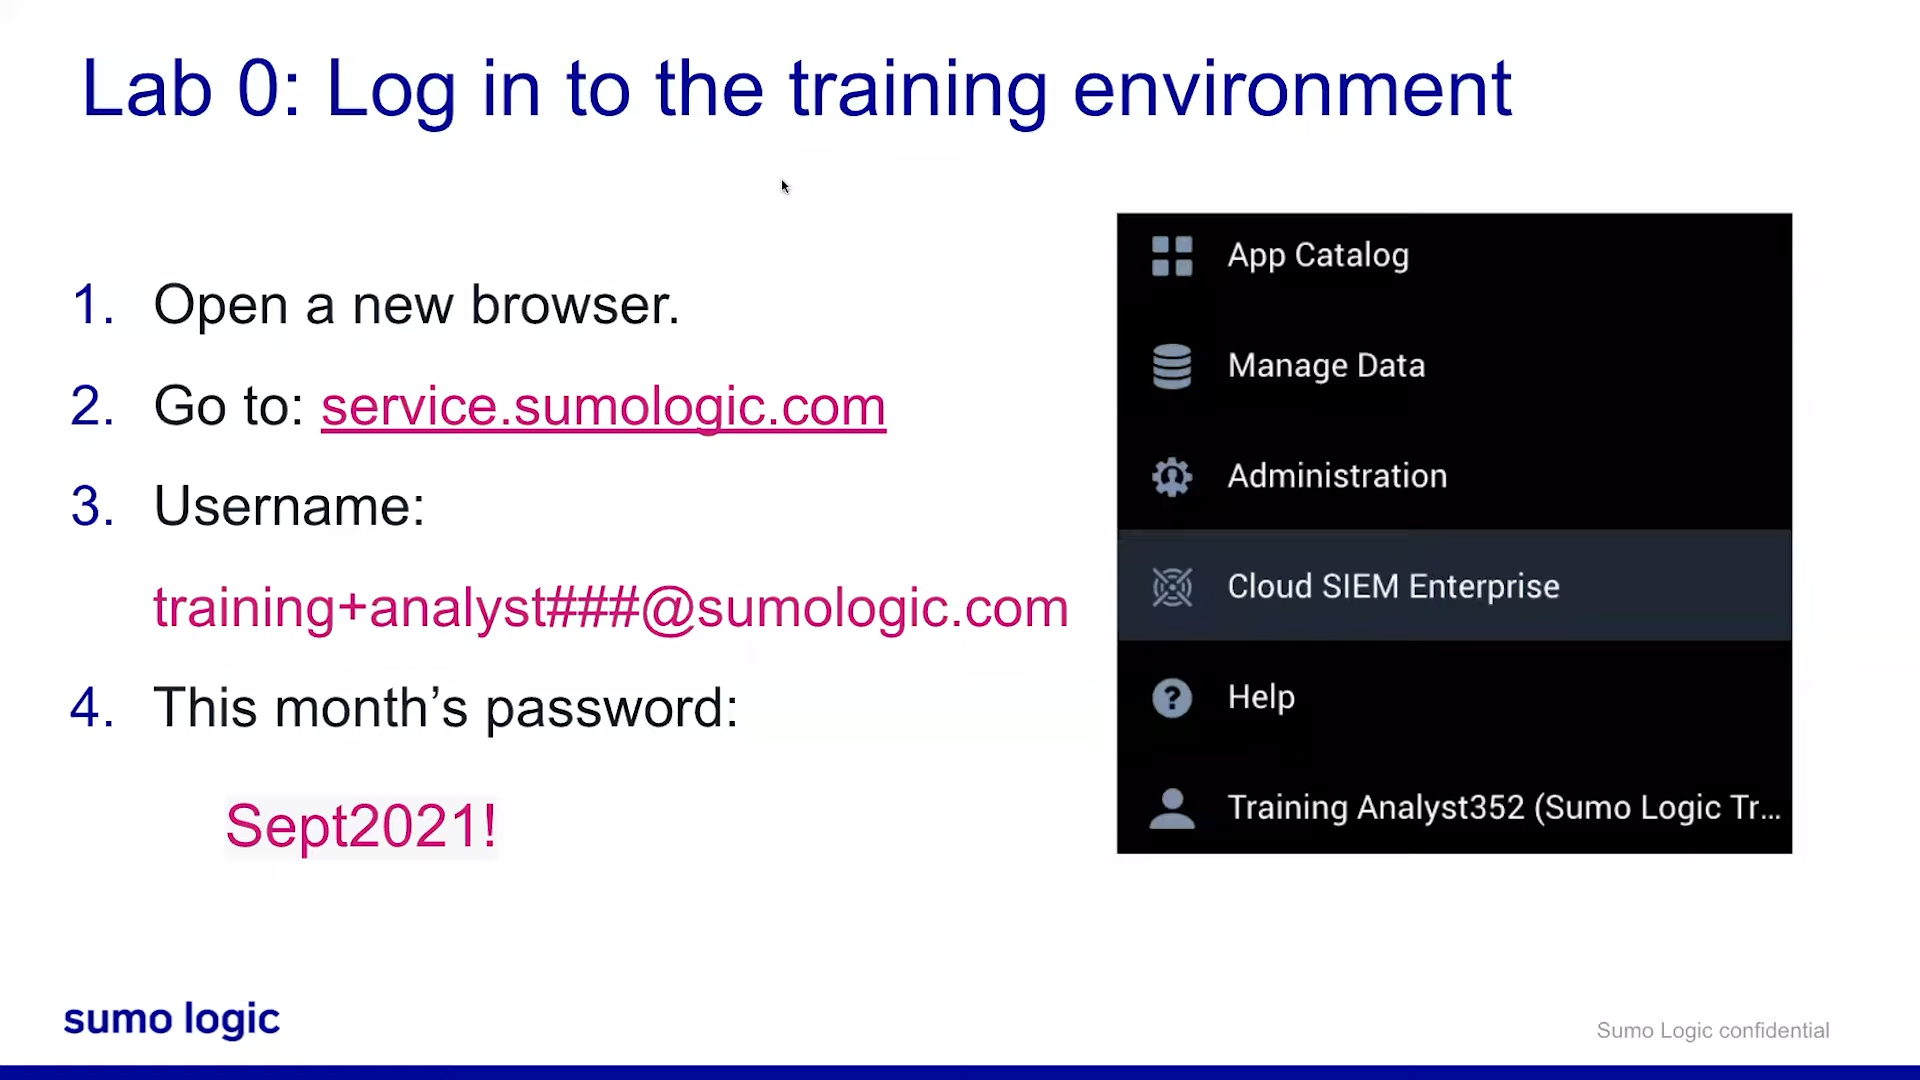 Lab 0: Log in to the training environment
1. Open a new browser.
2. Go to: service.sumologic.com
3. Username:
training+analyst###@sumologic.com
4. This month’s password:
Sept2021!
App Catalog
Manage Data
Administration
Cloud SIEM Enterprise
? Help
Training Analyst352 (Sumo Logic Tr...
sumo logic
Sumo Logic confidential